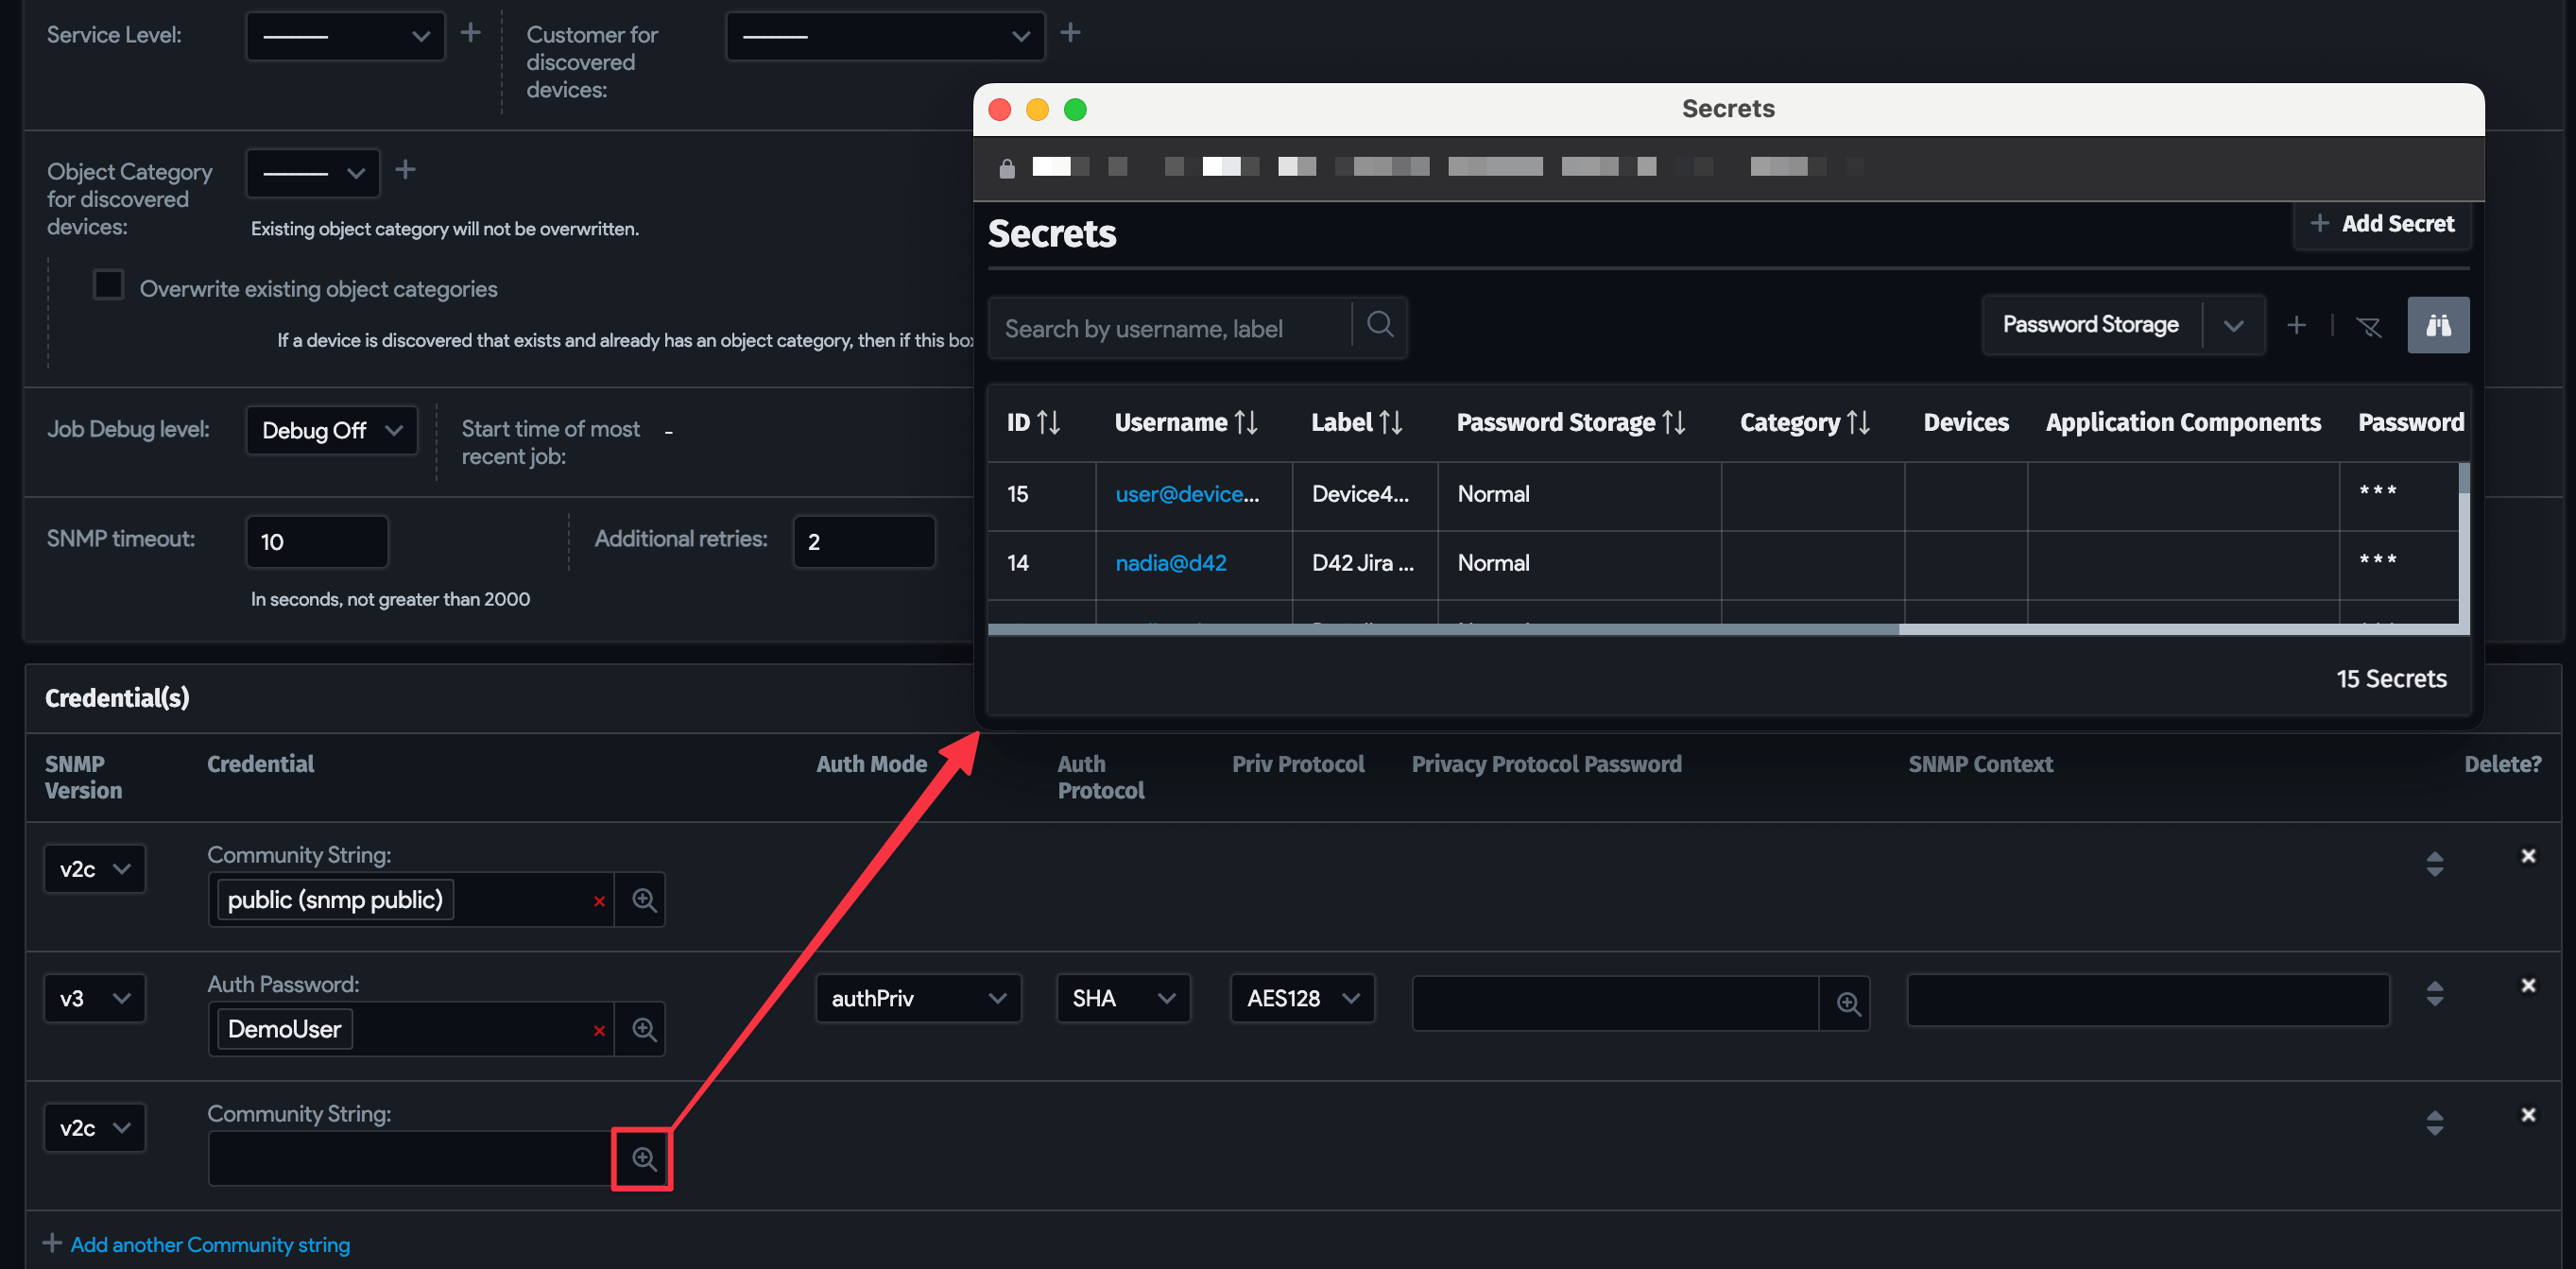 Service Level:
Customer for
discovered
devices:
Object Category
for discovered
devices:
Existing object category will not be overwritten.
Overwrite existing object categories
If a device is discovered that exists and already has an object category, then if this box
Job Debug level:
Debug Off
Start time of most
recent job:
-
SNMP timeout:
10
Additional retries:
2
In seconds, not greater than 2000
Secrets
Secrets
Add Secret
Search by username, label
Password Storage
ID Username Label Password Storage Category Devices Application Components Password
15 user@device... Device4... Normal ***
14 nadia@d42 D42 Jira ... Normal ***
15 Secrets
Credential(s)
SNMP
Version
Credential
Auth Mode
Auth
Protocol
Priv Protocol
Privacy Protocol Password
SNMP Context
Delete?
v2c
Community String:
public (snmp public)
v3
Auth Password:
DemoUser
authPriv
SHA
AES128
v2c
Community String:
Add another Community string